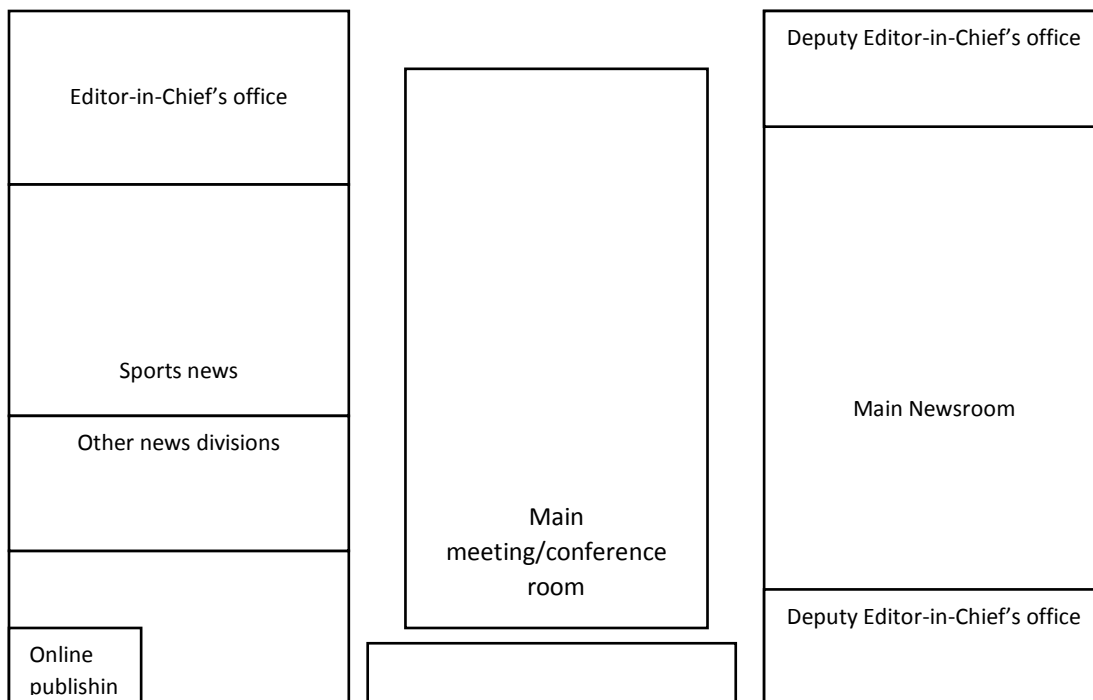 Editor-in-Chief’s office
Sports news
Other news divisions
Online
publishin
Main
meeting/conference
room
Deputy Editor-in-Chief’s office
Main Newsroom
Deputy Editor-in-Chief’s office